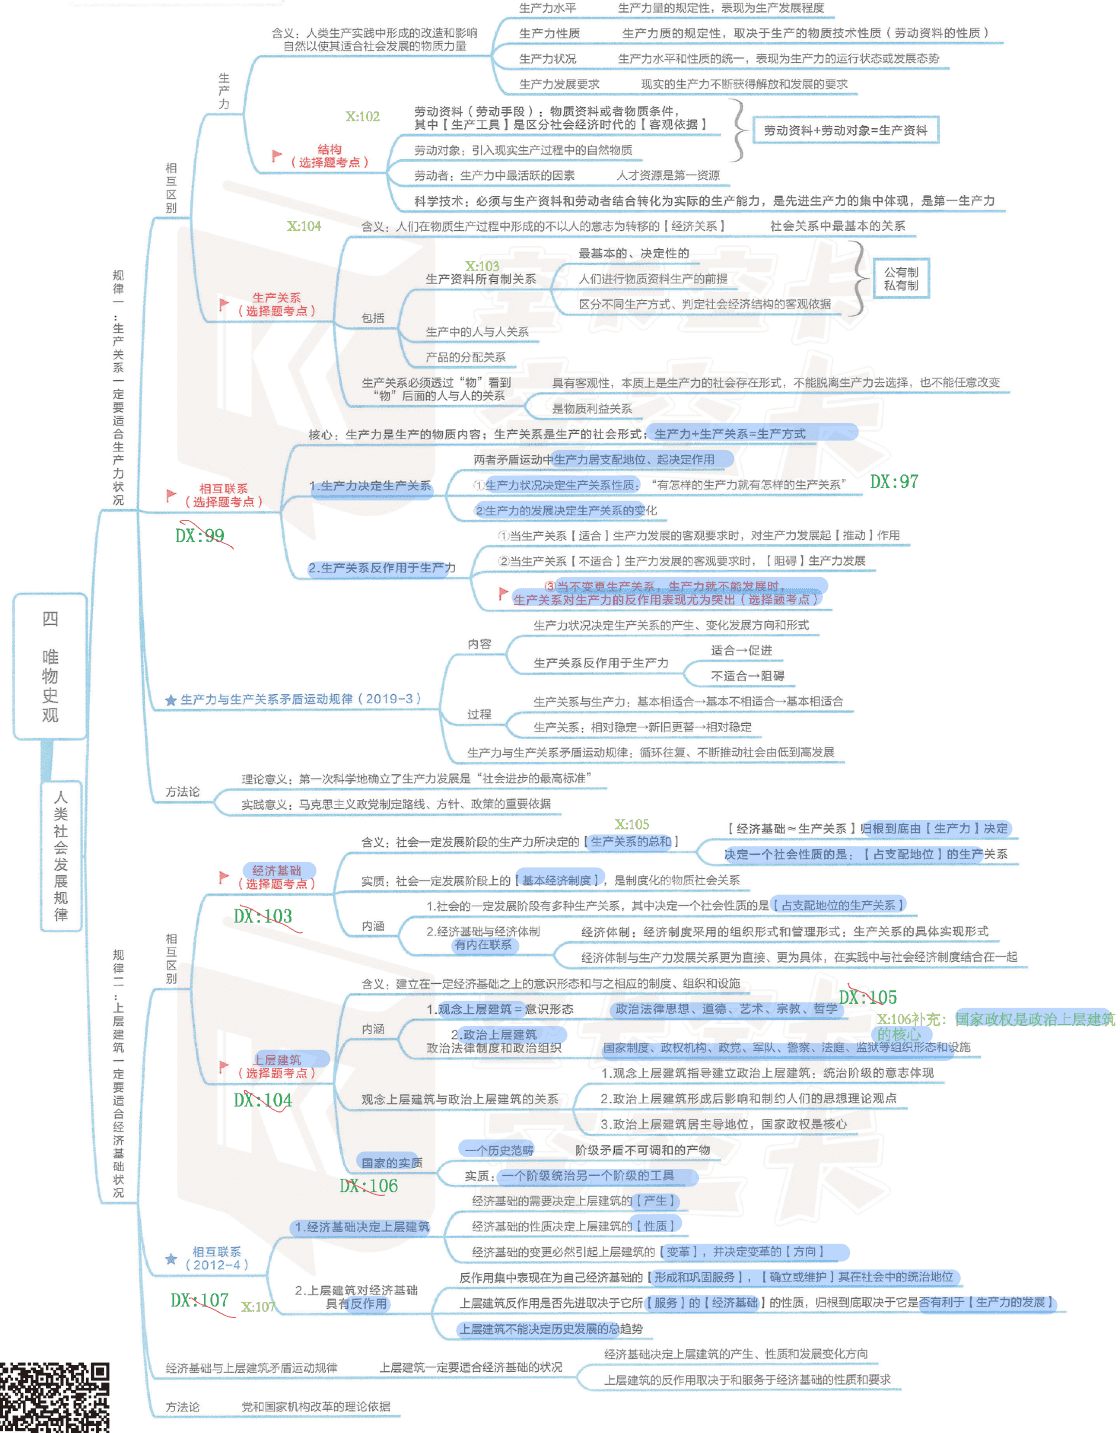 四 唯物史观
人类社会发展规律
规律一：生产关系一定要适合生产力状况
相互区别
生产力
含义：人类生产实践中形成的改造和影响
自然以使其适合社会发展的物质力量
生产力水平 生产力量的规定性，表现为生产发展程度
生产力性质 生产力质的规定性，取决于生产的物质技术性质（劳动资料的性质）
生产力状况 生产力水平和性质的统一，表现为生产力的运行状态或发展态势
生产力发展要求 现实的生产力不断获得解放和发展的要求
X:102
结构
（选择题考点）
劳动资料（劳动手段）：物质资料或者物质条件，
其中【生产工具】是区分社会经济时代的【客观依据】
劳动对象：引入现实生产过程中的自然物质
劳动资料+劳动对象=生产资料
劳动者：生产力中最活跃的因素 人才资源是第一资源
科学技术：必须与生产资料和劳动者结合转化为实际的生产能力，是先进生产力的集中体现，是第一生产力
X:104
生产关系
（选择题考点）
含义：人们在物质生产过程中形成的不以人的意志为转移的【经济关系】 社会关系中最基本的关系
包括
X:103
生产资料所有制关系
最基本的、决定性的
人们进行物质资料生产的前提
区分不同生产方式、判定社会经济结构的客观依据
公有制
私有制
生产中的人与人关系
产品的分配关系
生产关系必须透过“物”看到
“物”后面的人与人的关系
具有客观性，本质上是生产力的社会存在形式，不能脱离生产力去选择，也不能任意改变
是物质利益关系
相互联系
（选择题考点）
DX:99
核心：生产力是生产的物质内容；生产关系是生产的社会形式；生产力+生产关系=生产方式
1.生产力决定生产关系
两者矛盾运动中生产力居支配地位、起决定作用
①生产力状况决定生产关系性质：“有怎样的生产力就有怎样的生产关系”
DX:97
②生产力的发展决定生产关系的变化
2.生产关系反作用于生产力
①当生产关系【适合】生产力发展的客观要求时，对生产力发展起【推动】作用
②当生产关系【不适合】生产力发展的客观要求时，【阻碍】生产力发展
③当不变更生产关系，生产力就不能发展时，
生产关系对生产力的反作用表现尤为突出（选择题考点）
生产力与生产关系矛盾运动规律（2019-3）
内容
生产力状况决定生产关系的产生、变化发展方向和形式
生产关系反作用于生产力
适合→促进
不适合→阻碍
过程
生产关系与生产力：基本相适合→基本不相适合→基本相适合
生产关系：相对稳定→新旧更替→相对稳定
生产力与生产关系矛盾运动规律：循环往复、不断推动社会由低到高发展
方法论
理论意义：第一次科学地确立了生产力发展是“社会进步的最高标准”
实践意义：马克思主义政党制定路线、方针、政策的重要依据
规律二：上层建筑一定要适合经济基础状况
相互区别
经济基础
（选择题考点）
DX:103
X:105
含义：社会一定发展阶段的生产力所决定的【生产关系的总和】
【经济基础≈生产关系】归根到底由【生产力】决定
决定一个社会性质的是：【占支配地位】的生产关系
实质：社会一定发展阶段上的【基本经济制度】，是制度化的物质社会关系
内涵
1.社会的一定发展阶段有多种生产关系，其中决定一个社会性质的是【占支配地位的生产关系】
2.经济基础与经济体制
有内在联系
经济体制：经济制度采用的组织形式和管理形式；生产关系的具体实现形式
经济体制与生产力发展关系更为直接、更为具体，在实践中与社会经济制度结合在一起
上层建筑
（选择题考点）
DX:104
含义：建立在一定经济基础之上的意识形态和与之相应的制度、组织和设施
DX:105
内涵
1.观念上层建筑=意识形态 政治法律思想、道德、艺术、宗教、哲学
X:106补充：国家政权是政治上层建筑
的核心
2.政治上层建筑
政治法律制度和政治组织 国家制度、政权机构、政党、军队、警察、法庭、监狱等组织形态和设施
观念上层建筑与政治上层建筑的关系
1.观念上层建筑指导建立政治上层建筑；统治阶级的意志体现
2.政治上层建筑形成后影响和制约人们的思想理论观点
3.政治上层建筑居主导地位，国家政权是核心
国家的实质
DX:106
一个历史范畴 阶级矛盾不可调和的产物
实质：一个阶级统治另一个阶级的工具
相互联系
（2012-4）
DX:107
1.经济基础决定上层建筑
经济基础的需要决定上层建筑的【产生】
经济基础的性质决定上层建筑的【性质】
经济基础的变更必然引起上层建筑的【变革】，并决定变革的【方向】
X:107
2.上层建筑对经济基础
具有反作用
反作用集中表现在为自己经济基础的【形成和巩固服务】，【确立或维护】其在社会中的统治地位
上层建筑反作用是否先进取决于它所【服务】的【经济基础】的性质，归根到底取决于它是否有利于【生产力的发展】
上层建筑不能决定历史发展的总趋势
经济基础与上层建筑矛盾运动规律 上层建筑一定要适合经济基础的状况
经济基础决定上层建筑的产生、性质和发展变化方向
上层建筑的反作用取决于和服务于经济基础的性质和要求
方法论 党和国家机构改革的理论依据